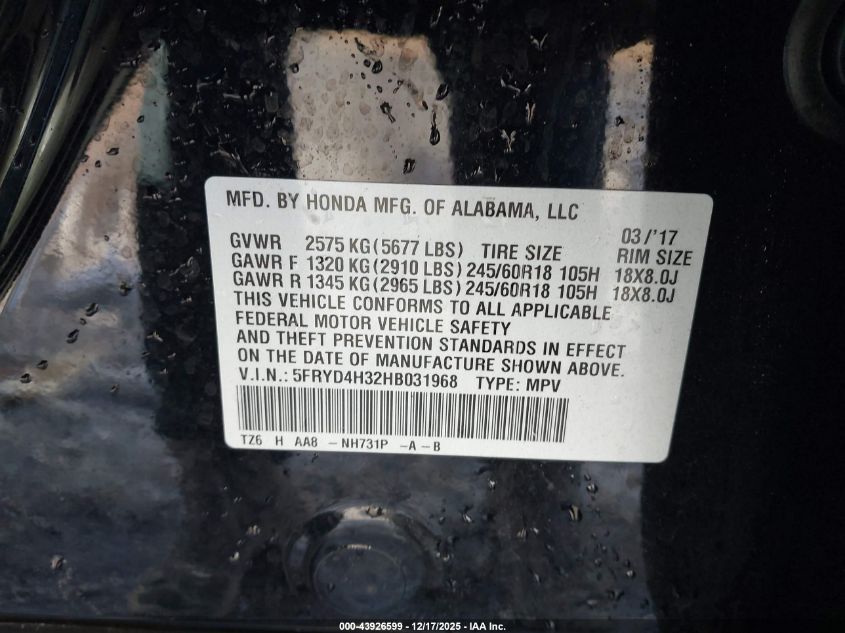 MFD. BY HONDA MFG. OF ALABAMA, LLC
03/'17
GVWR 2575 KG (5677 LBS) TIRE SIZE RIM SIZE
GAWR F 1320 KG (2910 LBS) 245/60R18 105H 18X8.0J
GAWR R 1345 KG (2965 LBS) 245/60R18 105H 18X8.0J
THIS VEHICLE CONFORMS TO ALL APPLICABLE
FEDERAL MOTOR VEHICLE SAFETY
AND THEFT PREVENTION STANDARDS IN EFFECT
ON THE DATE OF MANUFACTURE SHOWN ABOVE.
V.I.N.: 5FRYD4H32HB031968 TYPE: MPV
TZ6 H AA8 - NH731P -A-B
000-43926599 - 12/17/2025 - IAA Inc.